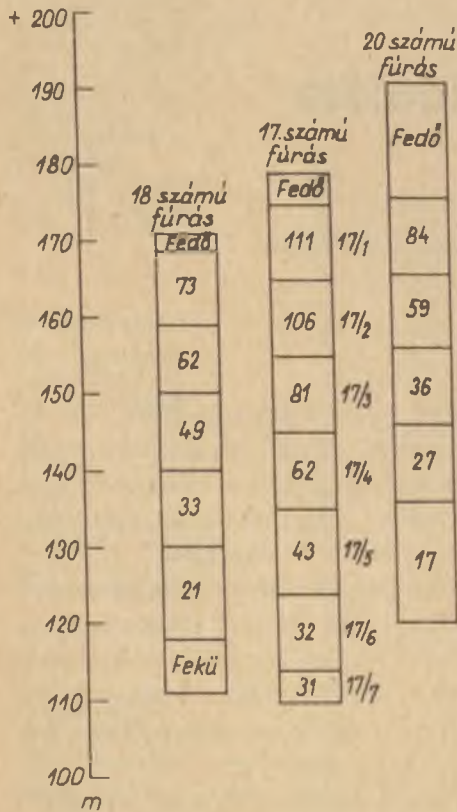 + 200
190
180
170
160
150
140
130
120
110
100
m
18 számú
fúrás
Fedő
73
62
49
33
21
Fekü
17. számú
fúrás
Fedő
111 17/1
106 17/2
81 17/3
62 17/4
43 17/5
32 17/6
31 17/7
20 számú
fúrás
Fedő
84
59
36
27
17